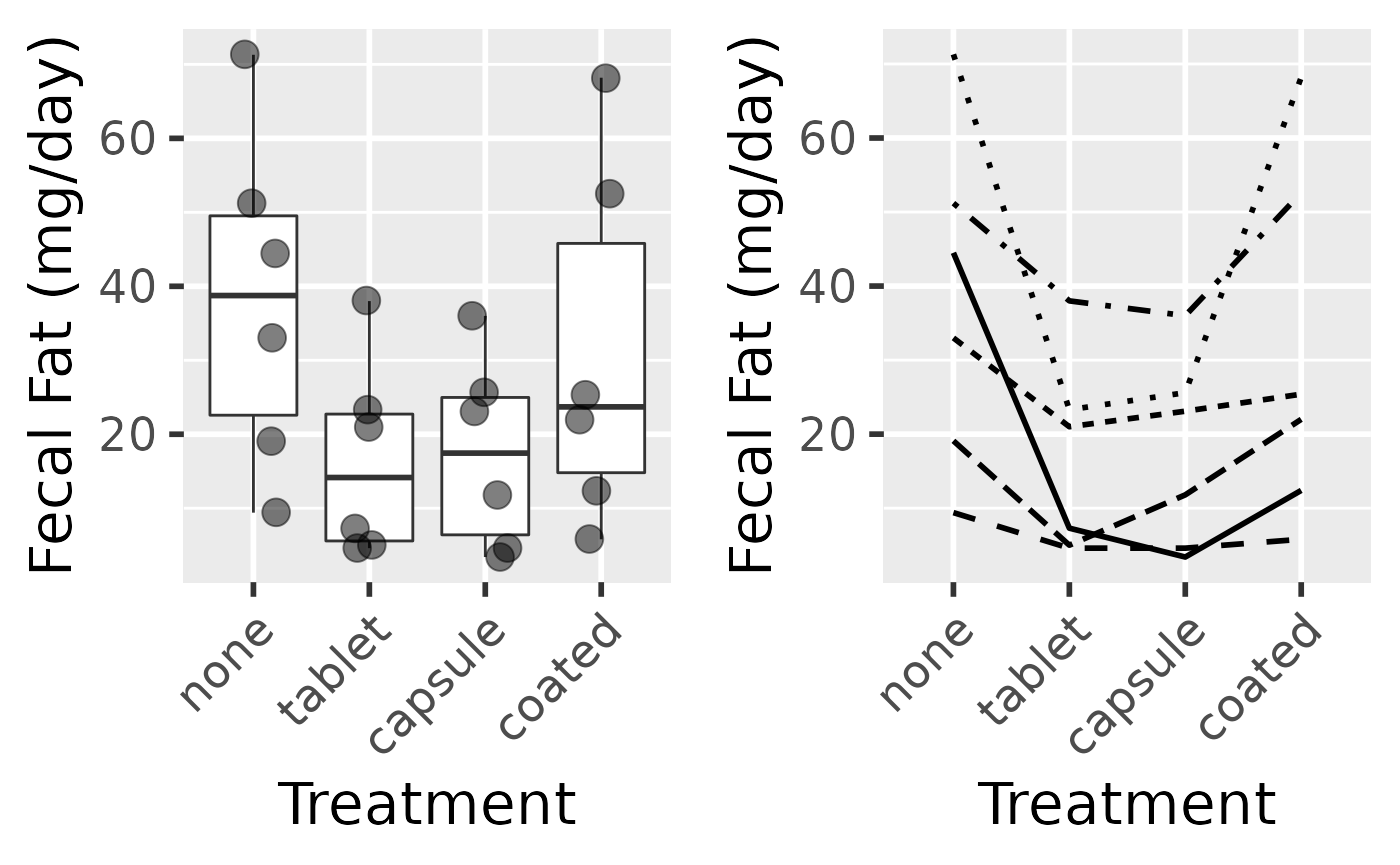 Fecal Fat (mg/day)
60
40
20
none
tablet
capsule
coated
Treatment
Fecal Fat (mg/day)
60
40
20
none
tablet
capsule
coated
Treatment